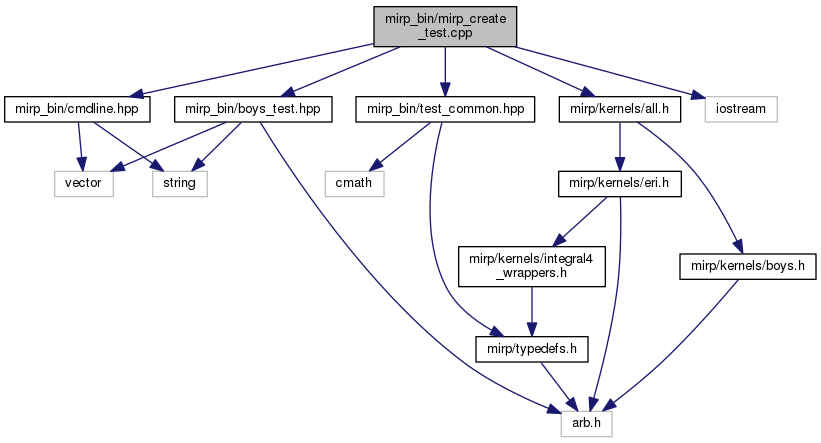 mirp_bin/mirp_create
_test.cpp
mirp_bin/cmdline.hpp
mirp_bin/boys_test.hpp
mirp_bin/test_common.hpp
mirp/kernels/all.h
iostream
vector
string
cmath
mirp/kernels/eri.h
mirp/kernels/integral4
_wrappers.h
mirp/kernels/boys.h
mirp/typedefs.h
arb.h